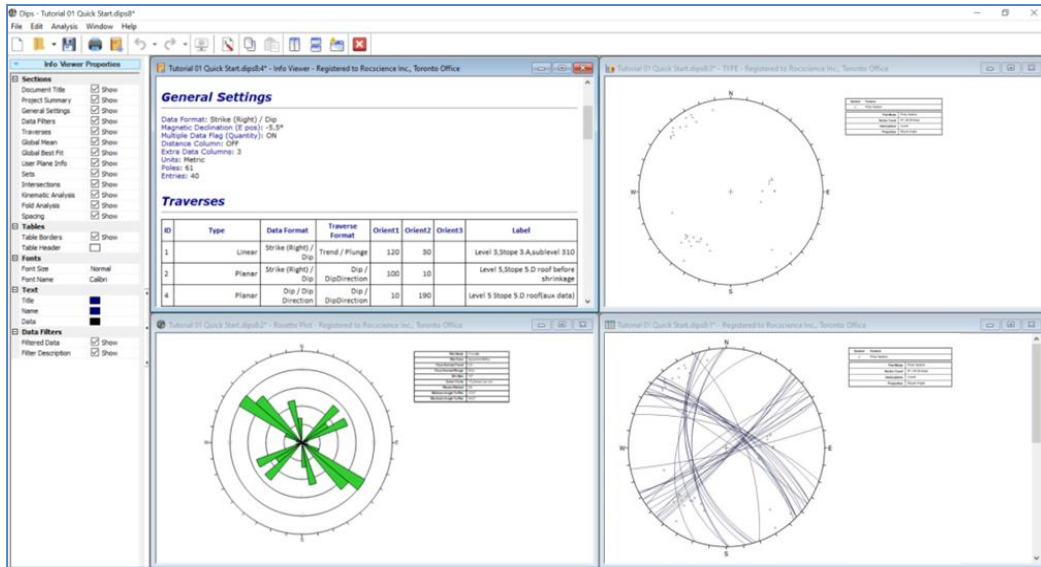 Dips - Tutorial 01 Quick Start.dips8*
File Edit Analysis Window Help
Info Viewer Properties
Sections
Document Title Show
Project Summary Show
General Settings Show
Data Filters Show
Traverses Show
Global Mean Show
Global Best Fit Show
User Plane Info Show
Sets Show
Intersections Show
Kinematic Analysis Show
Fold Analysis Show
Spacing Show
Tables
Table Borders Show
Table Header
Fonts
Font Size Normal
Font Name Calibri
Text
Title
Name
Data
Data Filters
Filtered Data Show
Filter Description Show
Tutorial 01 Quick Start.dips8:4* - Info Viewer - Registered to Rocscience Inc., Toronto Office
General Settings
Data Format: Strike (Right) / Dip
Magnetic Declination (E pos): -5.5°
Multiple Data Flag (Quantity): ON
Distance Column: OFF
Extra Data Columns: 3
Units: Metric
Poles: 61
Entries: 40
Traverses
ID Type Data Format Traverse Format Orient1 Orient2 Orient3 Label
1 Linear Strike (Right) / Dip Trend / Plunge 120 30 Level 3,Stope 3.A,sublevel 310
2 Planar Strike (Right) / Dip Dip / DipDirection 100 10 Level 5,Stope 5.D roof before shrinkage
4 Planar Dip / Dip Direction Dip / DipDirection 10 190 Level 5 Stope 5.D roof(aux data)
Tutorial 01 Quick Start.dips8:3* - TYPE - Registered to Rocscience Inc., Toronto Office
N
W
E
S
Tutorial 01 Quick Start.dips8:2* - Rosette Plot - Registered to Rocscience Inc., Toronto Office
W
E
S
Tutorial 01 Quick Start.dips8:1* - Registered to Rocscience Inc., Toronto Office
N
W
E
S